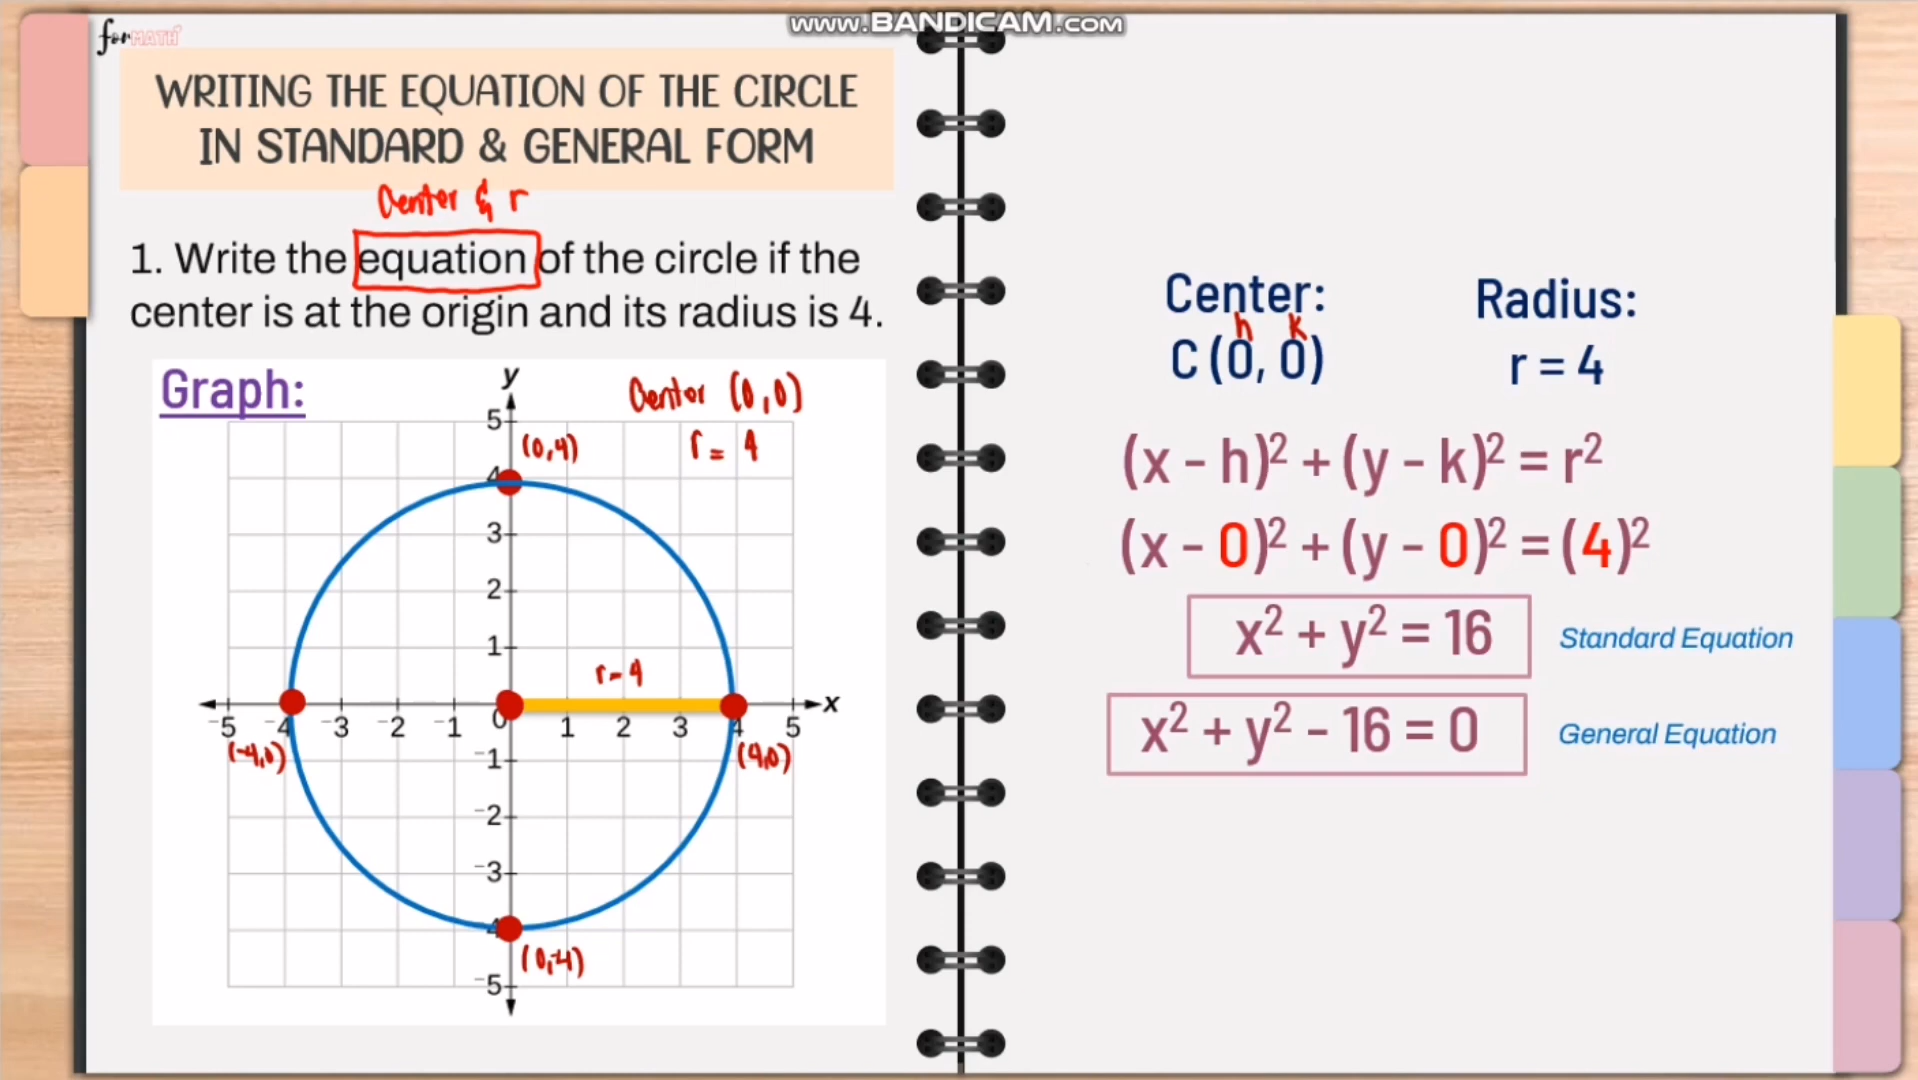 www.BANDICAM.com
forMATH
WRITING THE EQUATION OF THE CIRCLE
IN STANDARD & GENERAL FORM
Center & r
1. Write the equation of the circle if the
center is at the origin and its radius is 4.
Graph:
y
Center (0,0)
r = 4
5
(0,4)
4
3
2
1
r = 4
x
-5 -4 -3 -2 -1 0 1 2 3 4 5
(-4,0)
(4,0)
-1
-2
-3
-4
(0,-4)
-5
Center:
Radius:
h k
C (0, 0)
r = 4
(x - h)² + (y - k)² = r²
(x - 0)² + (y - 0)² = (4)²
x² + y² = 16
Standard Equation
x² + y² - 16 = 0
General Equation